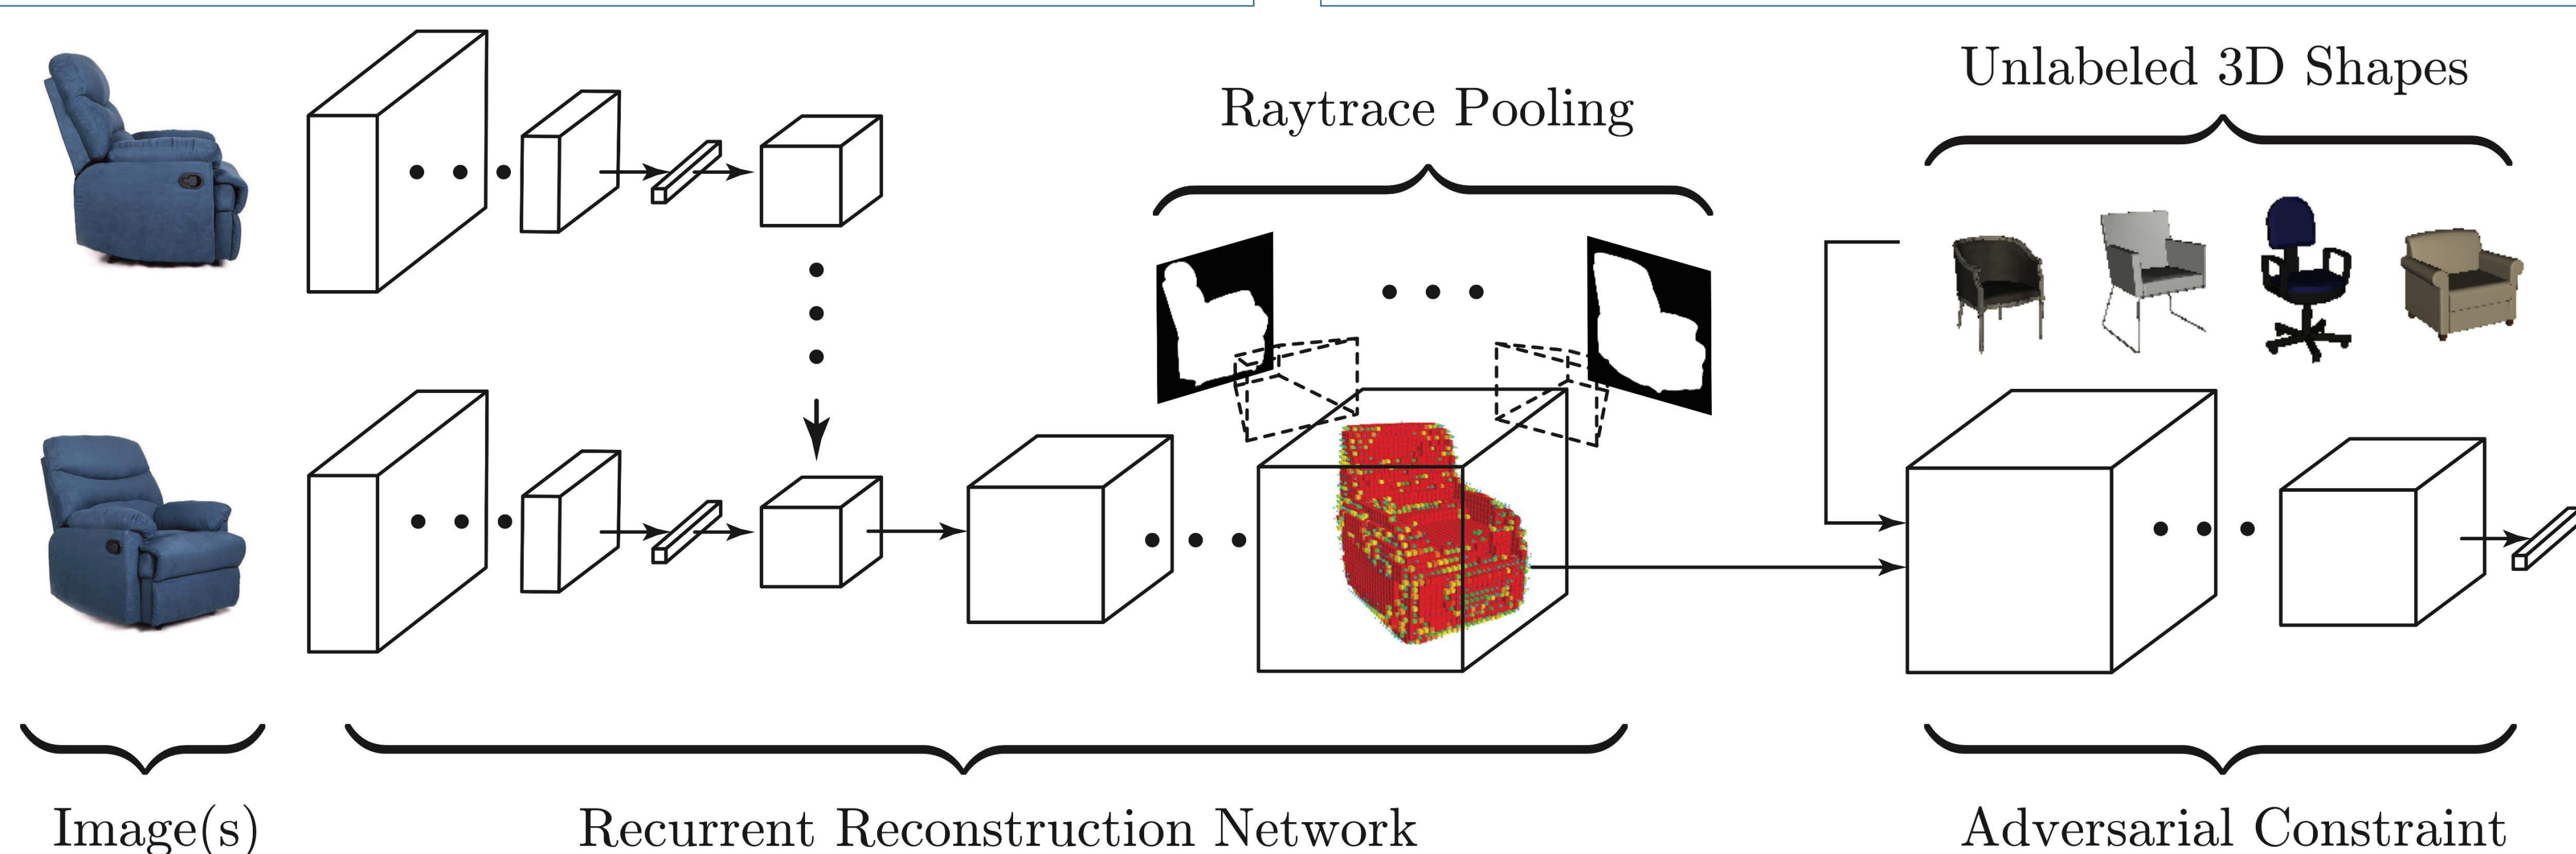 Unlabeled 3D Shapes
Raytrace Pooling
Image(s)
Recurrent Reconstruction Network
Adversarial Constraint